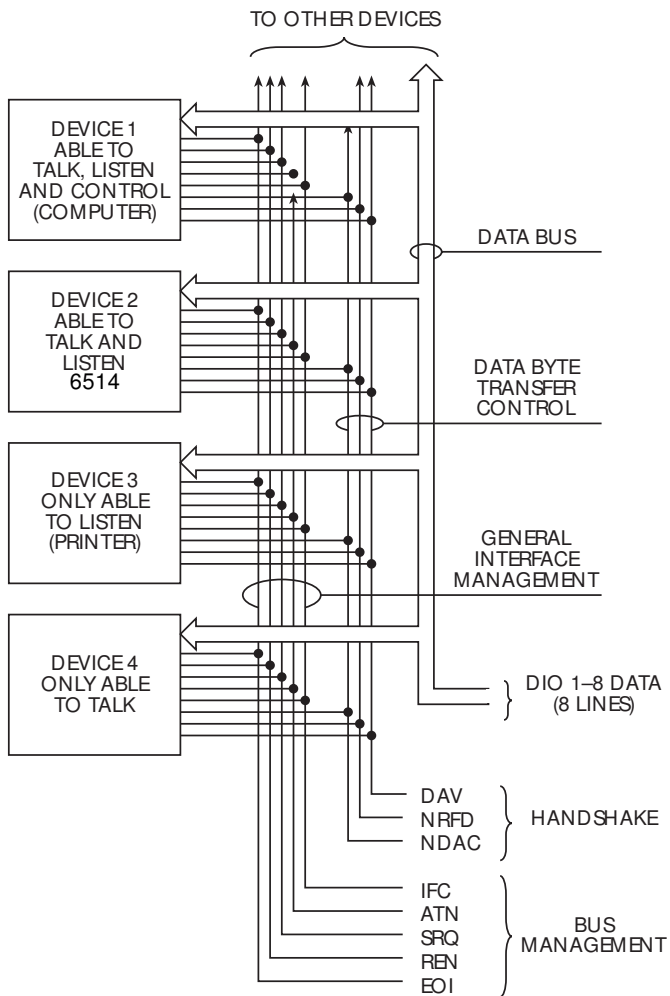 TO OTHER DEVICES
DEVICE 1
ABLE TO
TALK, LISTEN
AND CONTROL
(COMPUTER)
DATA BUS
DEVICE 2
ABLE TO
TALK AND
LISTEN
6514
DATA BYTE
TRANSFER
CONTROL
DEVICE 3
ONLY ABLE
TO LISTEN
(PRINTER)
GENERAL
INTERFACE
MANAGEMENT
DEVICE 4
ONLY ABLE
TO TALK
DIO 1–8 DATA
(8 LINES)
DAV
NRFD
NDAC
HANDSHAKE
IFC
ATN
SRQ
REN
EOI
BUS
MANAGEMENT